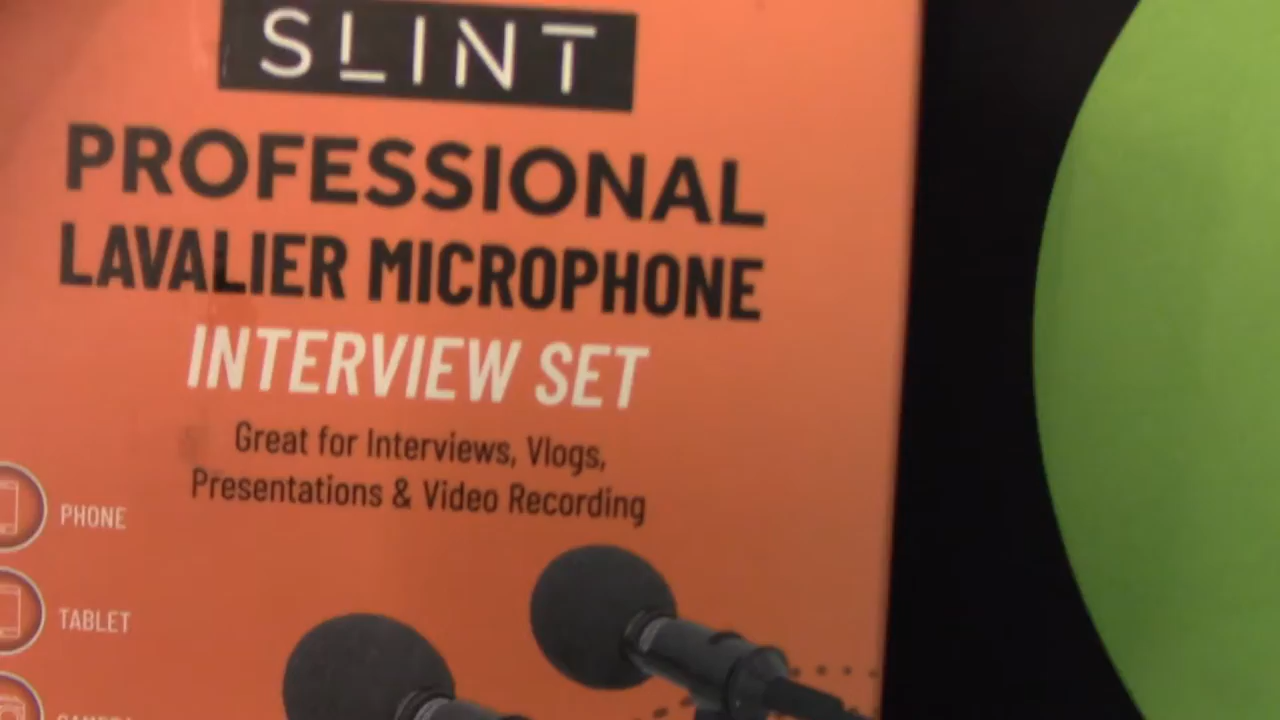 SLINT
PROFESSIONAL
LAVALIER MICROPHONE
INTERVIEW SET
Great for Interviews, Vlogs,
Presentations & Video Recording
PHONE
TABLET